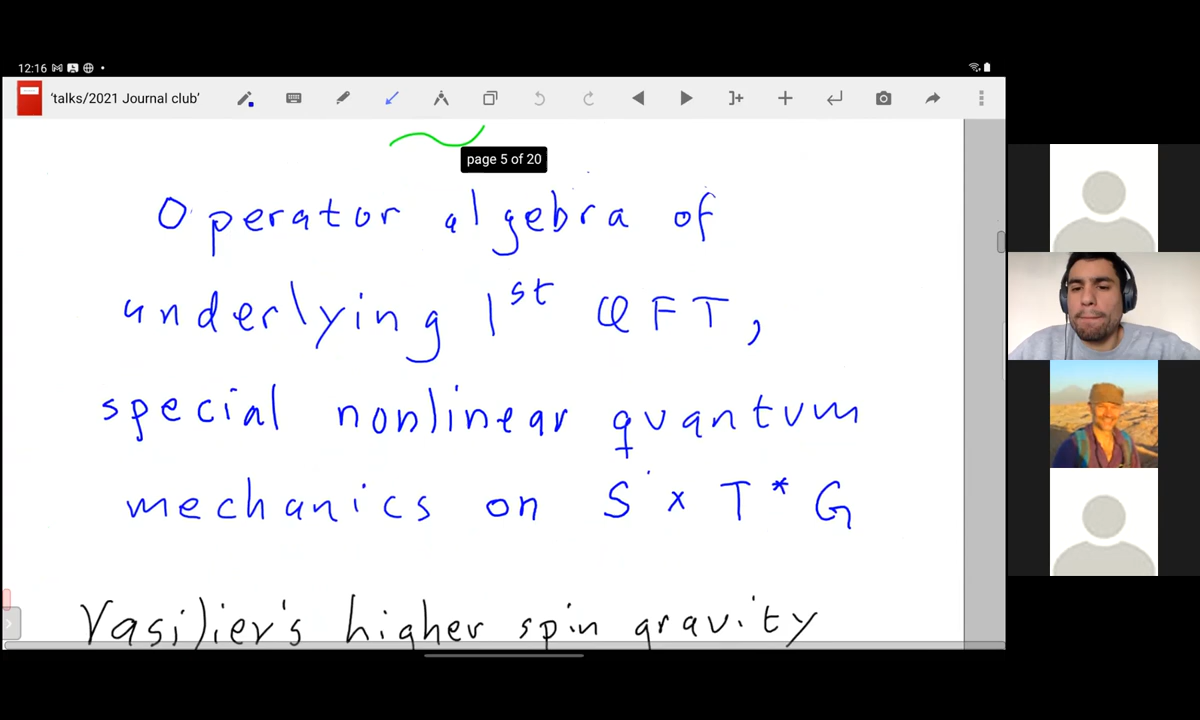 12:16
'talks/2021 Journal club'
page 5 of 20
Operator algebra of
underlying 1st QFT,
special nonlinear quantum
mechanics on S × T* G
Vasiliev's higher spin gravity